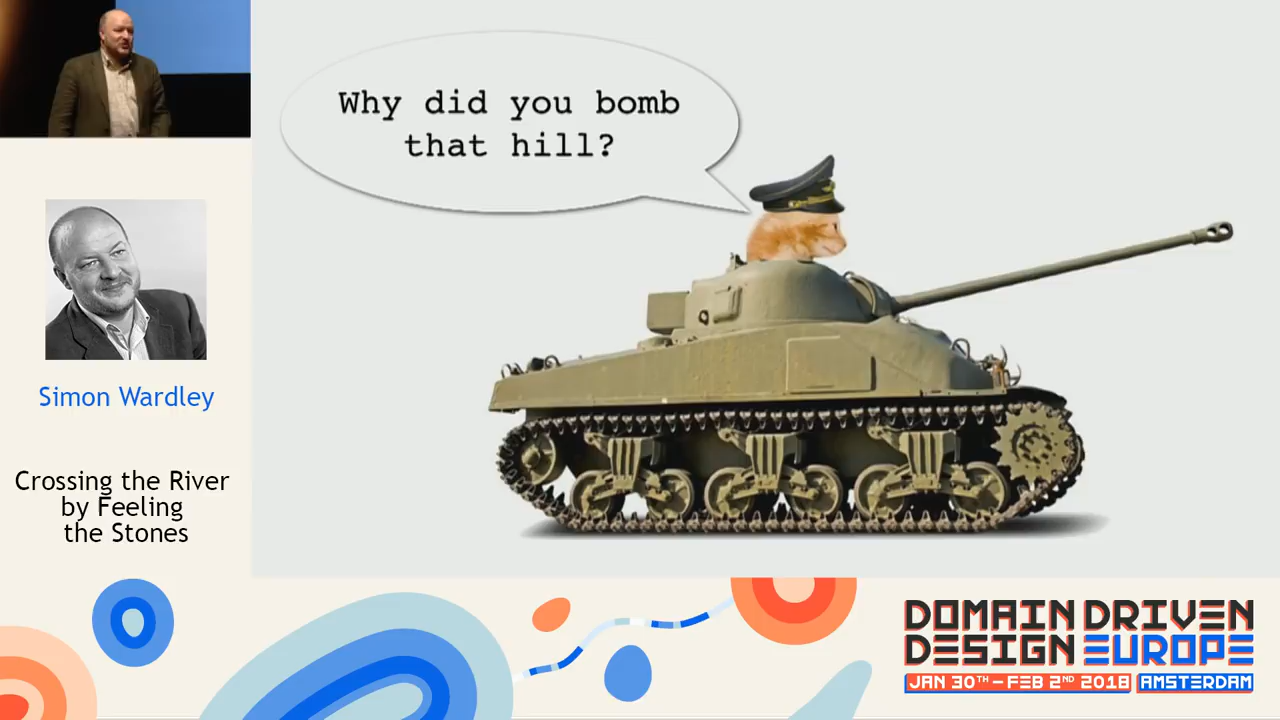 Why did you bomb
that hill?
Simon Wardley
Crossing the River
by Feeling
the Stones
DOMAIN DRIVEN
DESIGN EUROPE
JAN 30TH - FEB 2ND 2018 AMSTERDAM